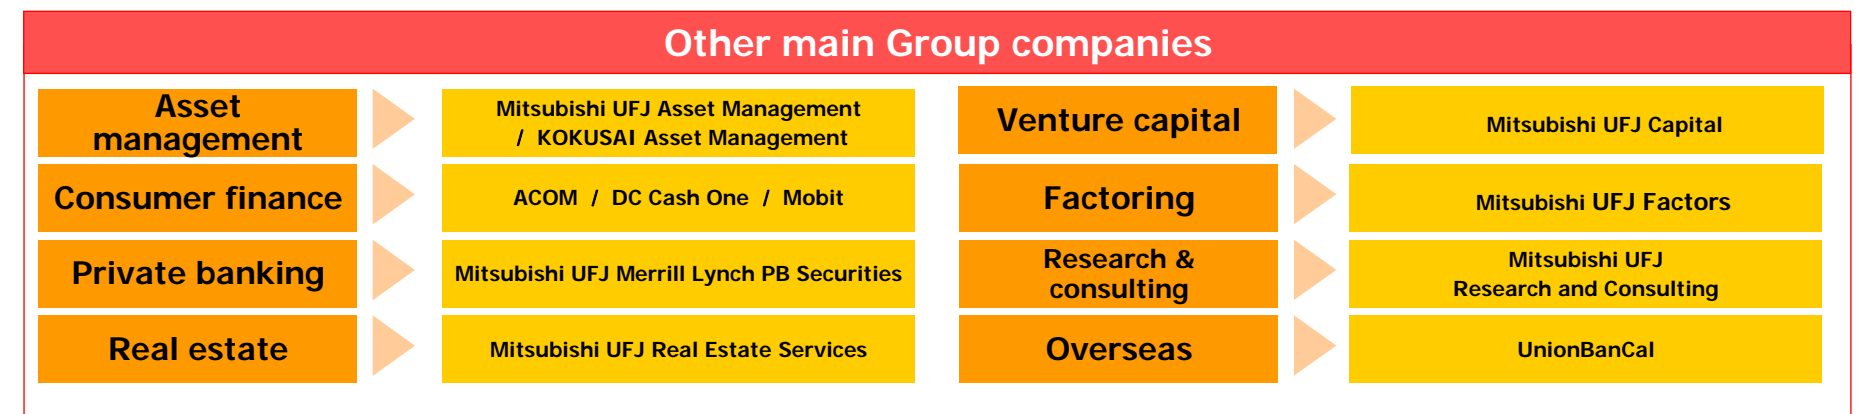 Other main Group companies
Asset
management
Mitsubishi UFJ Asset Management
/ KOKUSAI Asset Management
Consumer finance
ACOM / DC Cash One / Mobit
Private banking
Mitsubishi UFJ Merrill Lynch PB Securities
Real estate
Mitsubishi UFJ Real Estate Services
Venture capital
Mitsubishi UFJ Capital
Factoring
Mitsubishi UFJ Factors
Research &
consulting
Mitsubishi UFJ
Research and Consulting
Overseas
UnionBanCal